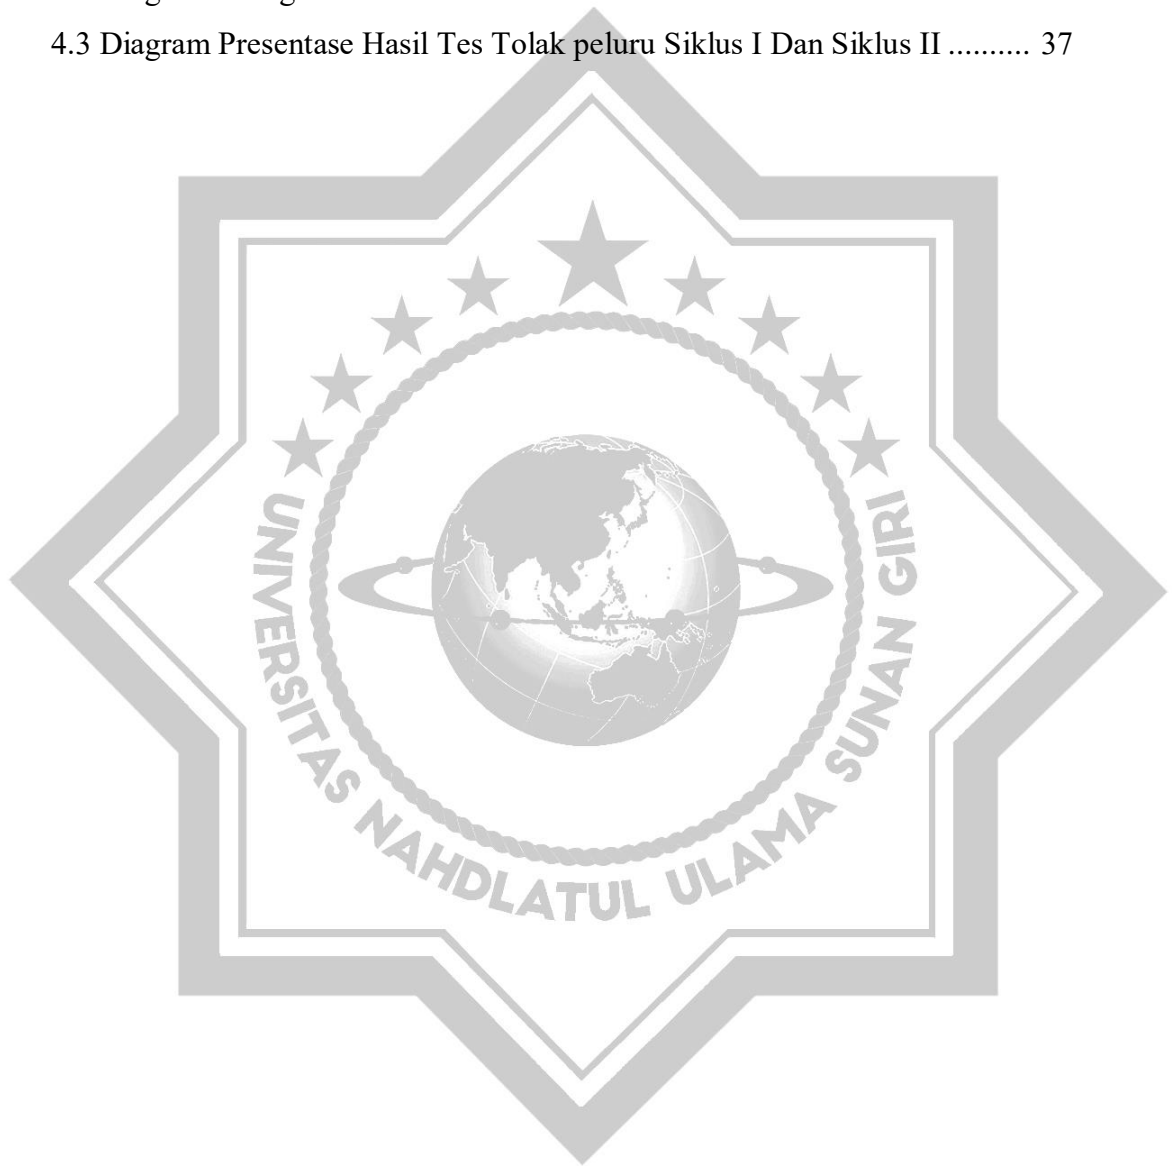 4.3 Diagram Presentase Hasil Tes Tolak peluru Siklus I Dan Siklus II .......... 37
UNIVERSITAS NAHDLATUL ULAMA SUNAN GIRI